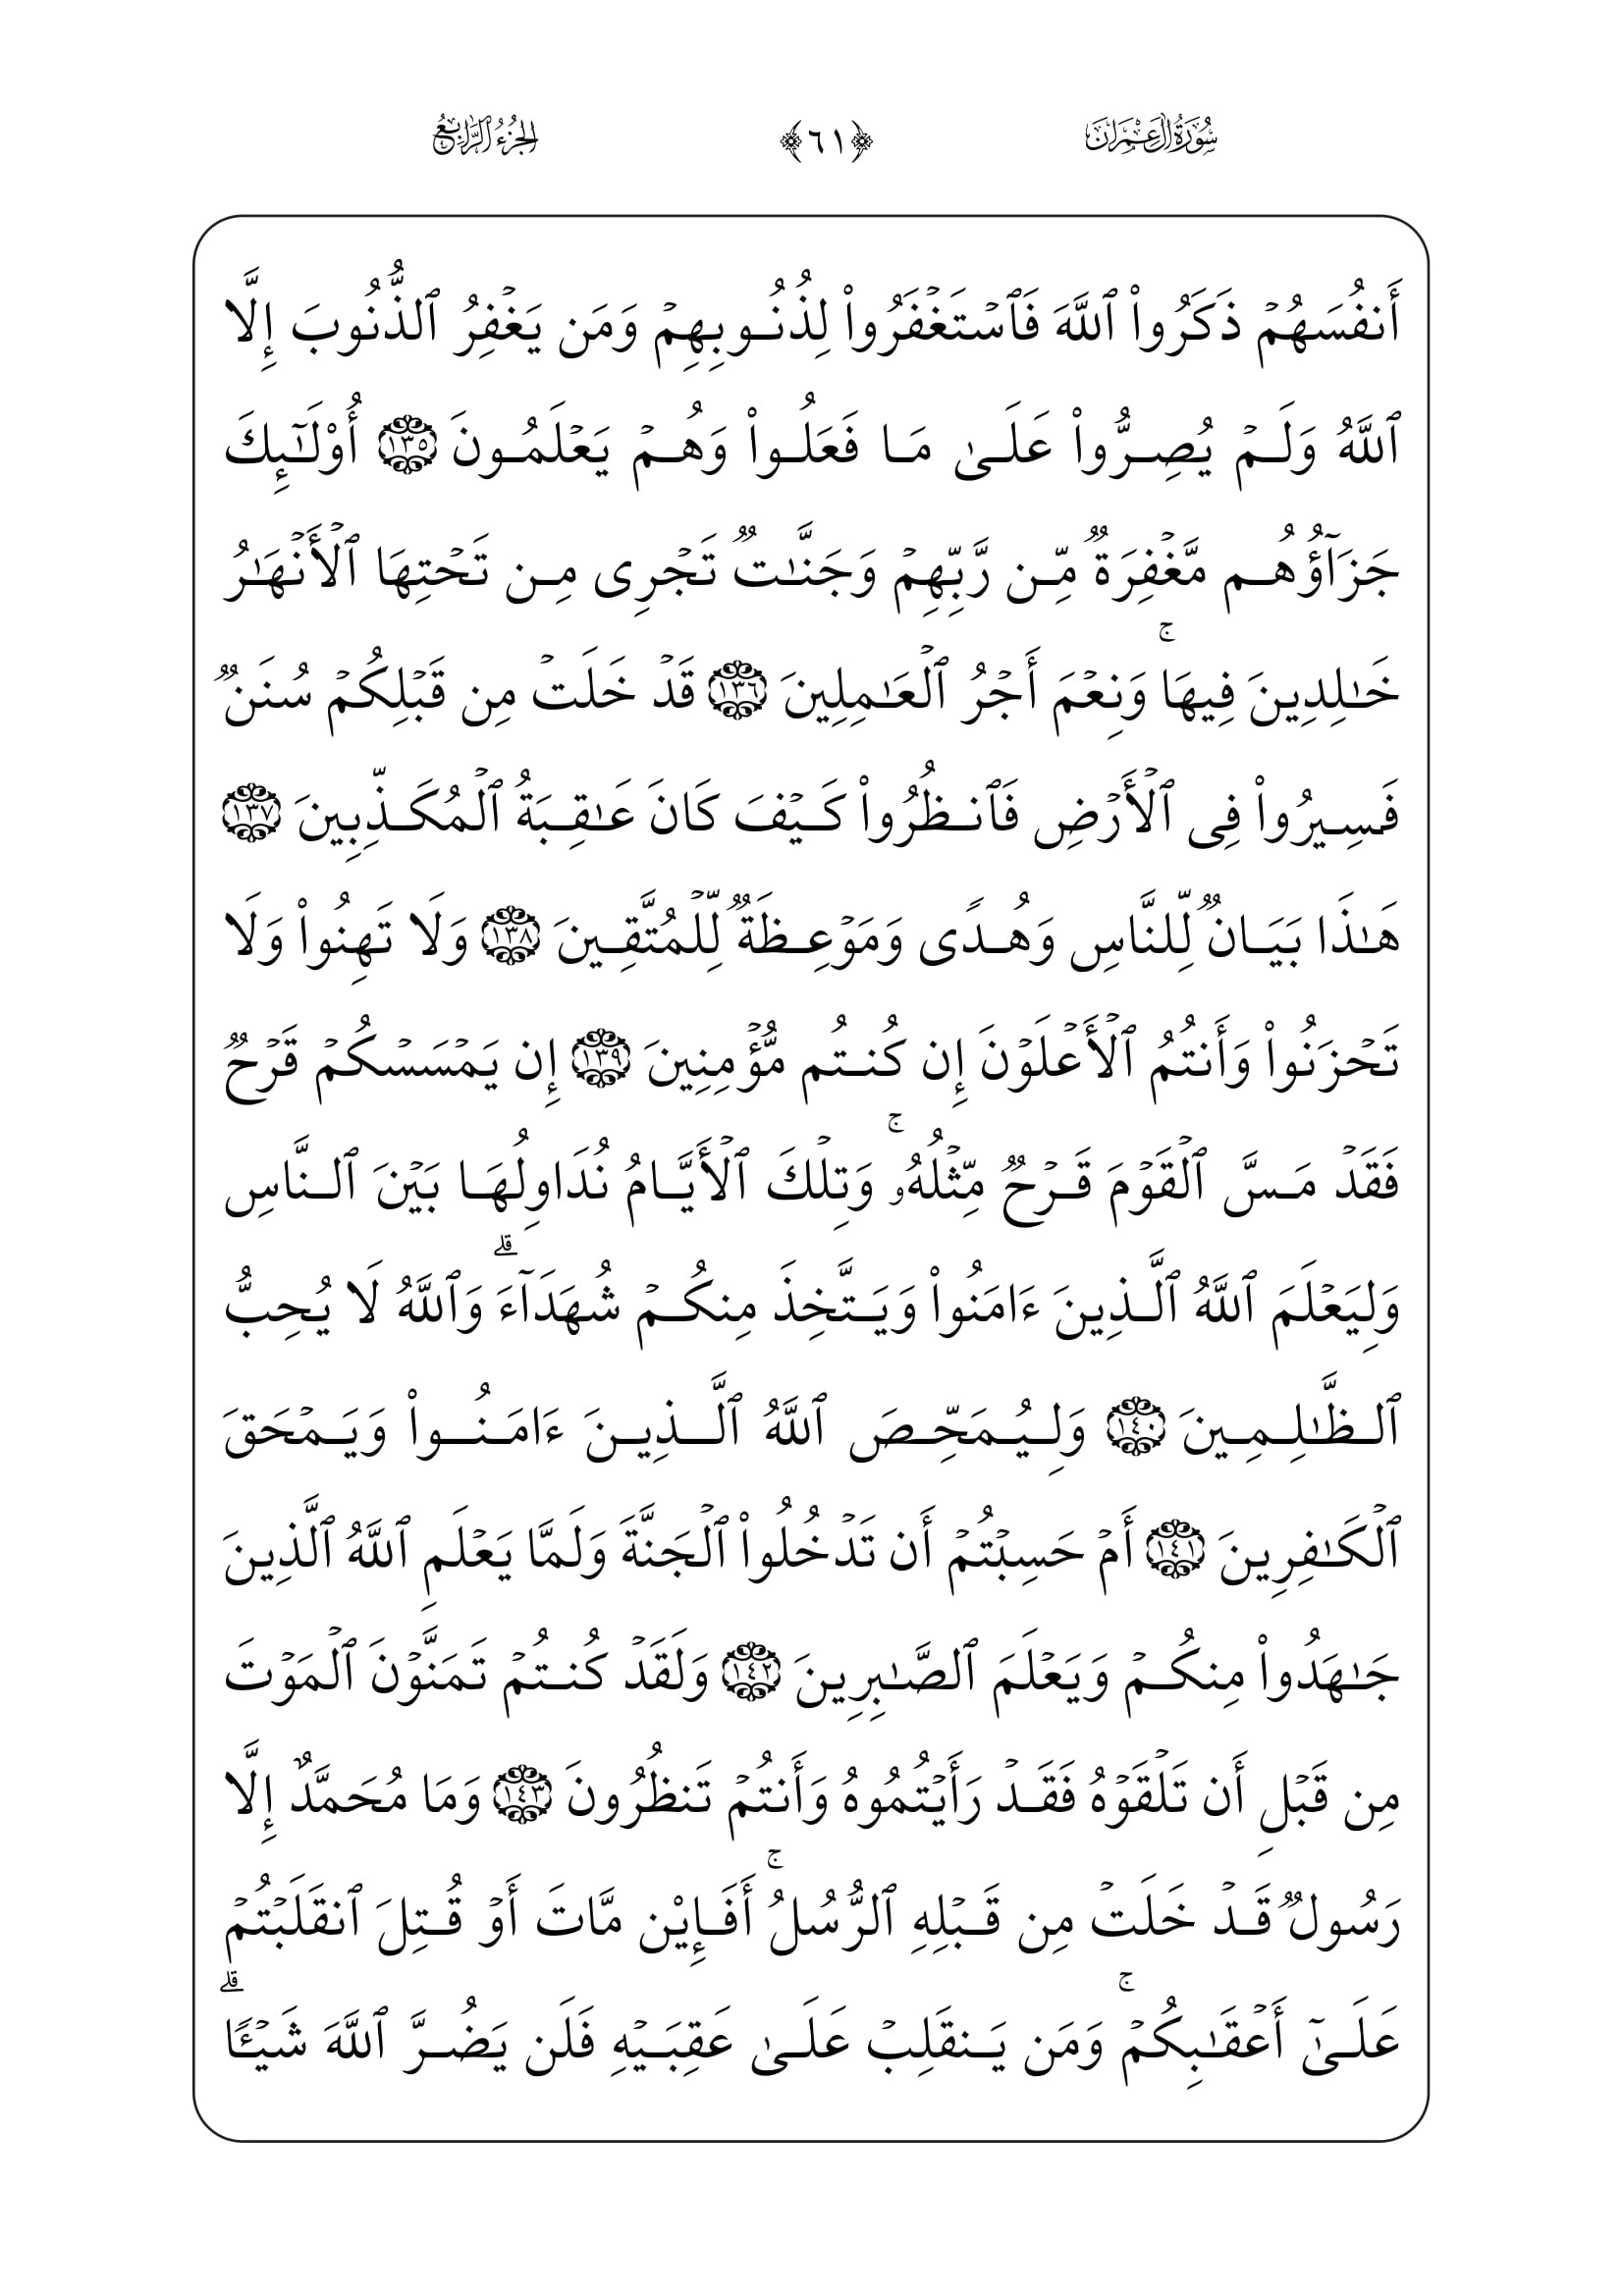 سُورَةُ آلِ عِمْرَانَ ٦١ الجُزْءُ الرَّابِعُ
أَنفُسَهُمۡ ذَكَرُواْ ٱللَّهَ فَٱسۡتَغۡفَرُواْ لِذُنُوبِهِمۡ وَمَن يَغۡفِرُ ٱلذُّنُوبَ إِلَّا
ٱللَّهُ وَلَمۡ يُصِرُّواْ عَلَىٰ مَا فَعَلُواْ وَهُمۡ يَعۡلَمُونَ ١٣٥ أُوْلَٰٓئِكَ
جَزَآؤُهُم مَّغۡفِرَةٞ مِّن رَّبِّهِمۡ وَجَنَّٰتٞ تَجۡرِي مِن تَحۡتِهَا ٱلۡأَنۡهَٰرُ
خَٰلِدِينَ فِيهَاۚ وَنِعۡمَ أَجۡرُ ٱلۡعَٰمِلِينَ ١٣٦ قَدۡ خَلَتۡ مِن قَبۡلِكُمۡ سُنَنٞ
فَسِيرُواْ فِي ٱلۡأَرۡضِ فَٱنظُرُواْ كَيۡفَ كَانَ عَٰقِبَةُ ٱلۡمُكَذِّبِينَ ١٣٧
هَٰذَا بَيَانٞ لِّلنَّاسِ وَهُدٗى وَمَوۡعِظَةٞ لِّلۡمُتَّقِينَ ١٣٨ وَلَا تَهِنُواْ وَلَا
تَحۡزَنُواْ وَأَنتُمُ ٱلۡأَعۡلَوۡنَ إِن كُنتُم مُّؤۡمِنِينَ ١٣٩ إِن يَمۡسَسۡكُمۡ قَرۡحٞ
فَقَدۡ مَسَّ ٱلۡقَوۡمَ قَرۡحٞ مِّثۡلُهُۥۚ وَتِلۡكَ ٱلۡأَيَّامُ نُدَاوِلُهَا بَيۡنَ ٱلنَّاسِ
وَلِيَعۡلَمَ ٱللَّهُ ٱلَّذِينَ ءَامَنُواْ وَيَتَّخِذَ مِنكُمۡ شُهَدَآءَۗ وَٱللَّهُ لَا يُحِبُّ
ٱلظَّٰلِمِينَ ١٤٠ وَلِيُمَحِّصَ ٱللَّهُ ٱلَّذِينَ ءَامَنُواْ وَيَمۡحَقَ
ٱلۡكَٰفِرِينَ ١٤١ أَمۡ حَسِبۡتُمۡ أَن تَدۡخُلُواْ ٱلۡجَنَّةَ وَلَمَّا يَعۡلَمِ ٱللَّهُ ٱلَّذِينَ
جَٰهَدُواْ مِنكُمۡ وَيَعۡلَمَ ٱلصَّٰبِرِينَ ١٤٢ وَلَقَدۡ كُنتُمۡ تَمَنَّوۡنَ ٱلۡمَوۡتَ
مِن قَبۡلِ أَن تَلۡقَوۡهُ فَقَدۡ رَأَيۡتُمُوهُ وَأَنتُمۡ تَنظُرُونَ ١٤٣ وَمَا مُحَمَّدٌ إِلَّا
رَسُولٞ قَدۡ خَلَتۡ مِن قَبۡلِهِ ٱلرُّسُلُۚ أَفَإِيْن مَّاتَ أَوۡ قُتِلَ ٱنقَلَبۡتُمۡ
عَلَىٰٓ أَعۡقَٰبِكُمۡۚ وَمَن يَنقَلِبۡ عَلَىٰ عَقِبَيۡهِ فَلَن يَضُرَّ ٱللَّهَ شَيۡـٔٗاۗ